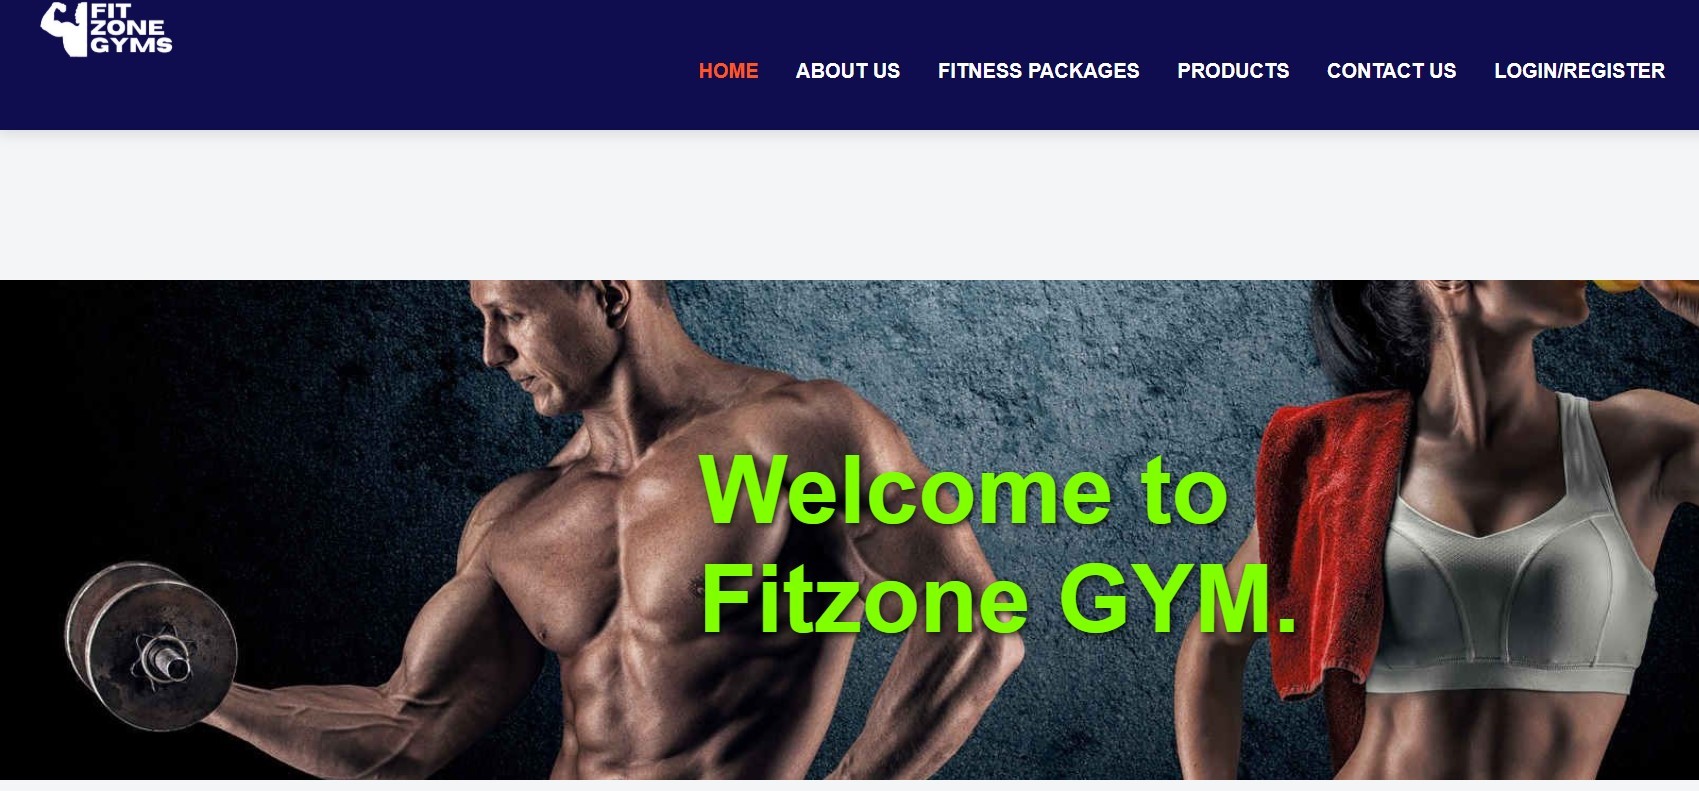 FIT
ZONE
GYMS
HOME ABOUT US FITNESS PACKAGES PRODUCTS CONTACT US LOGIN/REGISTER
Welcome to
Fitzone GYM.